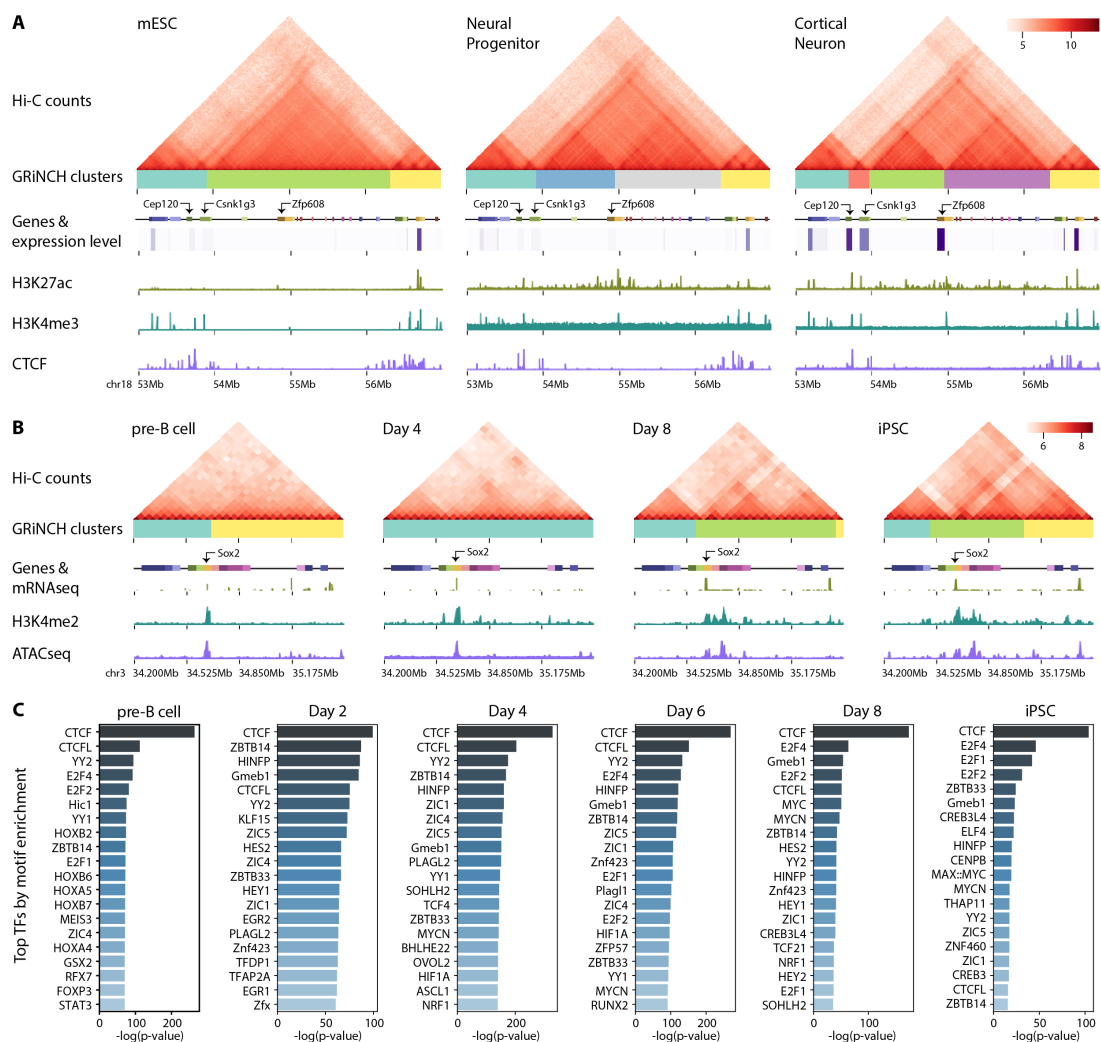 A
mESC
Neural
Progenitor
Cortical
Neuron
5 10
Hi-C counts
GRiNCH clusters
Cep120 Csnk1g3 Zfp608
Cep120 Csnk1g3 Zfp608
Cep120 Csnk1g3 Zfp608
Genes &
expression level
H3K27ac
H3K4me3
CTCF
chr18 53Mb 54Mb 55Mb 56Mb
53Mb 54Mb 55Mb 56Mb
53Mb 54Mb 55Mb 56Mb
B
pre-B cell
Day 4
Day 8
iPSC
6 8
Hi-C counts
GRiNCH clusters
Sox2
Sox2
Sox2
Sox2
Genes &
mRNAseq
H3K4me2
ATACseq
chr3 34.200Mb 34.525Mb 34.850Mb 35.175Mb
34.200Mb 34.525Mb 34.850Mb 35.175Mb
34.200Mb 34.525Mb 34.850Mb 35.175Mb
34.200Mb 34.525Mb 34.850Mb 35.175Mb
C
Top TFs by motif enrichment
pre-B cell
CTCF
CTCFL
YY2
E2F4
E2F2
Hic1
YY1
HOXB2
ZBTB14
E2F1
HOXB6
HOXA5
HOXB7
MEIS3
ZIC4
HOXA4
GSX2
RFX7
FOXP3
STAT3
0 100 200
-log(p-value)
Day 2
CTCF
ZBTB14
HINFP
Gmeb1
CTCFL
YY2
KLF15
ZIC5
HES2
ZIC4
ZBTB33
HEY1
ZIC1
EGR2
PLAGL2
Znf423
TFDP1
TFAP2A
EGR1
Zfx
0 50 100
-log(p-value)
Day 4
CTCF
CTCFL
YY2
ZBTB14
HINFP
ZIC1
ZIC4
ZIC5
Gmeb1
PLAGL2
YY1
SOHLH2
TCF4
ZBTB33
MYCN
BHLHE22
OVOL2
HIF1A
ASCL1
NRF1
0 200
-log(p-value)
Day 6
CTCF
CTCFL
YY2
E2F4
HINFP
Gmeb1
ZBTB14
ZIC5
ZIC1
Znf423
E2F1
Plagl1
ZIC4
E2F2
HIF1A
ZFP57
ZBTB33
YY1
MYCN
RUNX2
0 100 200
-log(p-value)
Day 8
CTCF
E2F4
Gmeb1
E2F2
CTCFL
MYC
MYCN
ZBTB14
HES2
YY2
HINFP
Znf423
HEY1
ZIC1
CREB3L4
TCF21
NRF1
HEY2
E2F1
SOHLH2
0 100
-log(p-value)
iPSC
CTCF
E2F4
E2F1
E2F2
ZBTB33
Gmeb1
CREB3L4
ELF4
HINFP
CENPB
MAX::MYC
MYCN
THAP11
YY2
ZIC5
ZNF460
ZIC1
CREB3
CTCFL
ZBTB14
0 50 100
-log(p-value)